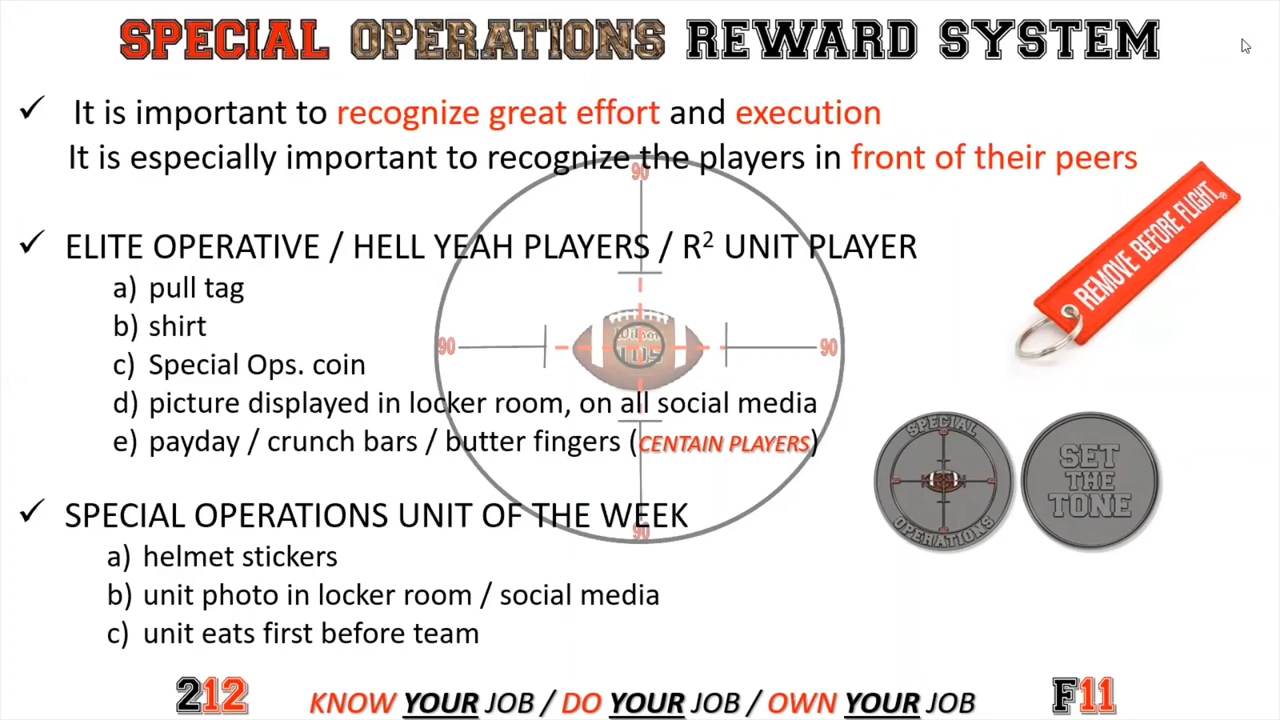 SPECIAL OPERATIONS REWARD SYSTEM
✓ It is important to recognize great effort and execution
It is especially important to recognize the players in front of their peers
90
REMOVE BEFORE FLIGHT®
✓ ELITE OPERATIVE / HELL YEAH PLAYERS / R² UNIT PLAYER
a) pull tag
b) shirt
90
90
c) Special Ops. coin
d) picture displayed in locker room, on all social media
e) payday / crunch bars / butter fingers (CENTAIN PLAYERS)
SPECIAL
OPERATIONS
SET
THE
TONE
✓ SPECIAL OPERATIONS UNIT OF THE WEEK
90
a) helmet stickers
b) unit photo in locker room / social media
c) unit eats first before team
212
KNOW YOUR JOB / DO YOUR JOB / OWN YOUR JOB
F11